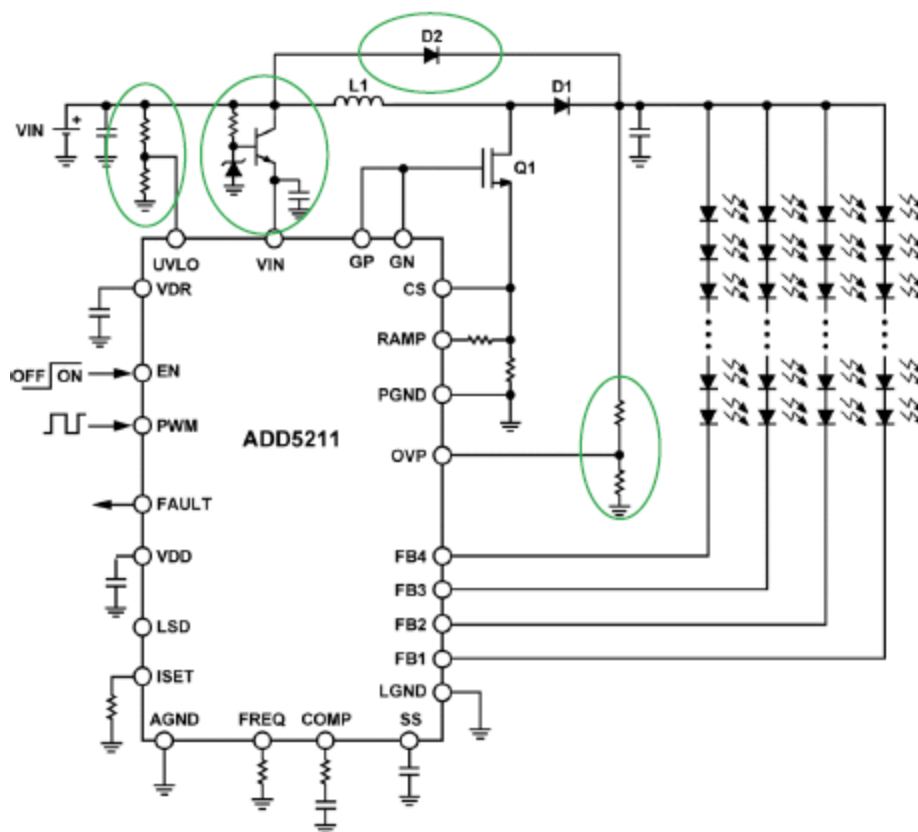 D2
L1
D1
VIN
+
Q1
UVLO
VIN
GP
GN
VDR
CS
RAMP
OFF
ON
EN
PGND
PWM
ADD5211
OVP
FAULT
VDD
FB4
FB3
LSD
FB2
ISET
FB1
LGND
AGND
FREQ
COMP
SS